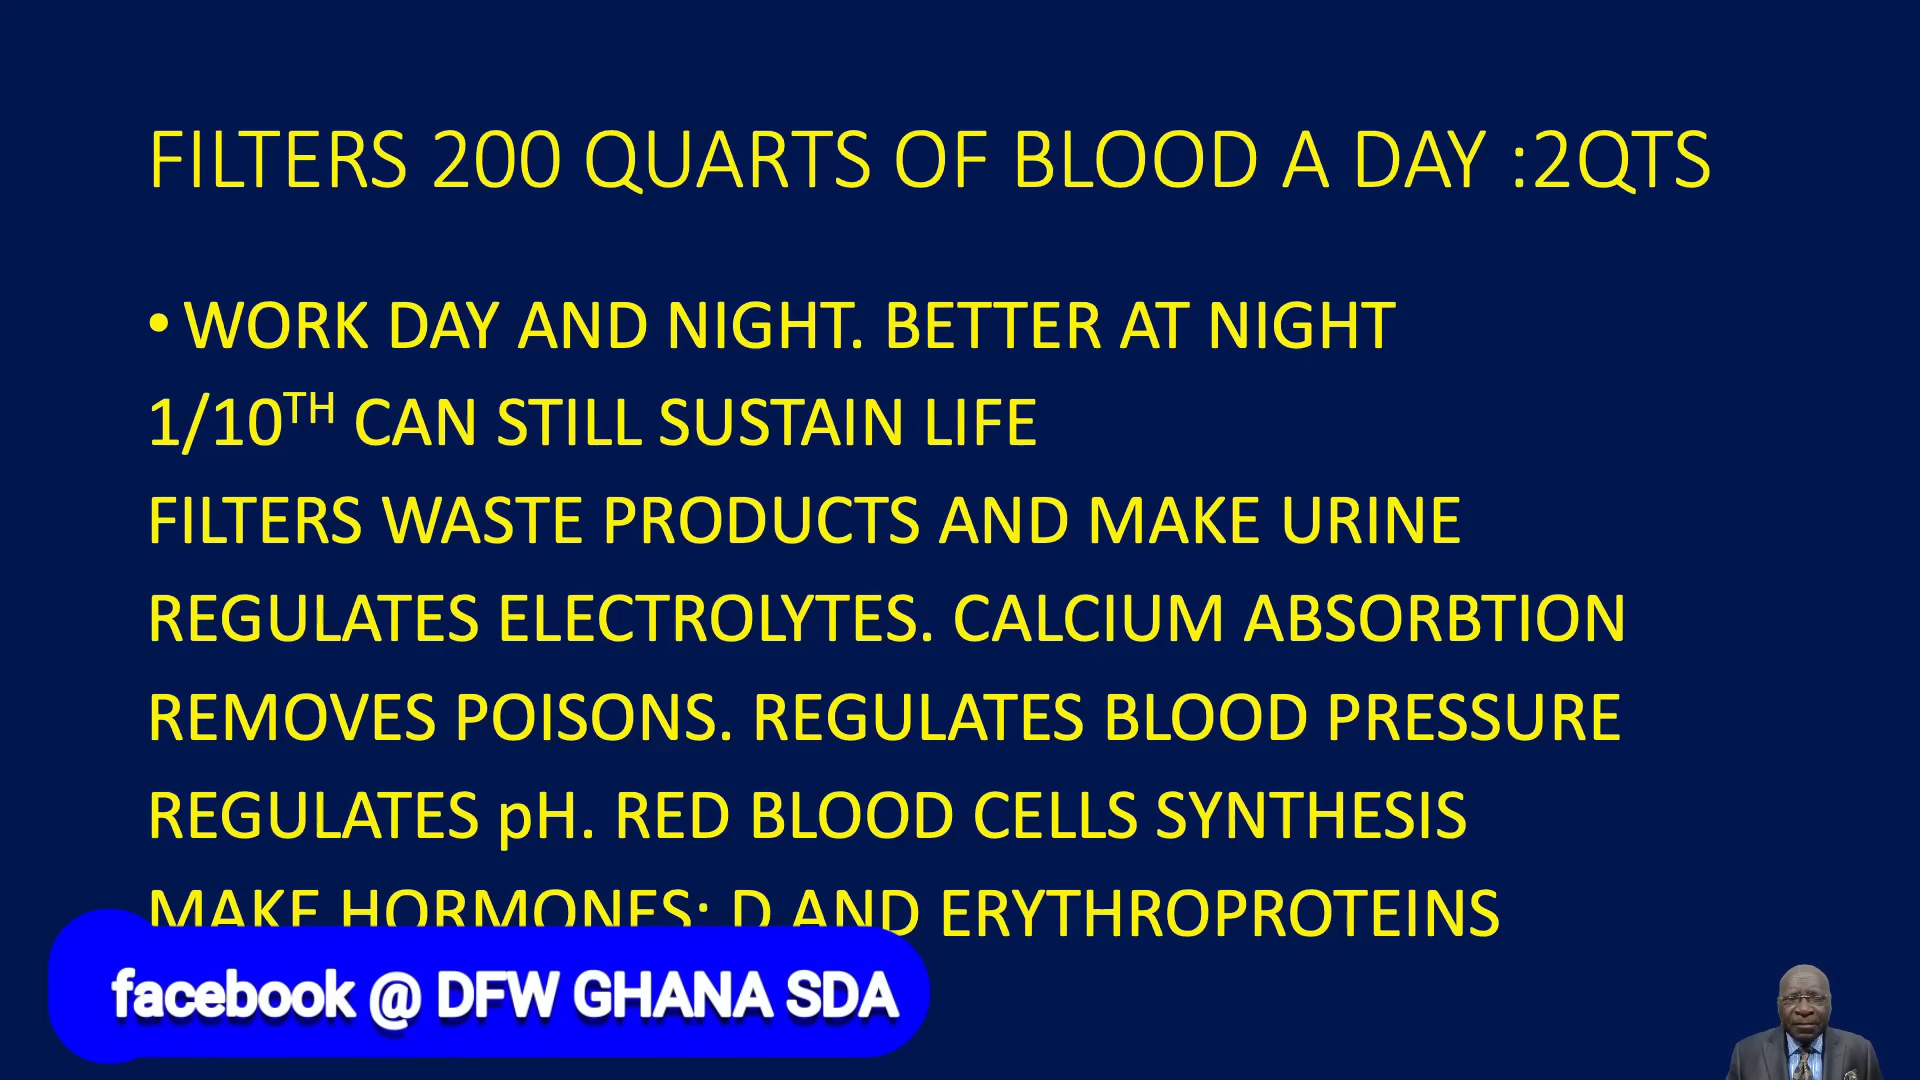 FILTERS 200 QUARTS OF BLOOD A DAY :2QTS
• WORK DAY AND NIGHT. BETTER AT NIGHT
1/10TH CAN STILL SUSTAIN LIFE
FILTERS WASTE PRODUCTS AND MAKE URINE
REGULATES ELECTROLYTES. CALCIUM ABSORBTION
REMOVES POISONS. REGULATES BLOOD PRESSURE
REGULATES pH. RED BLOOD CELLS SYNTHESIS
MAKE HORMONES: D AND ERYTHROPROTEINS
facebook @ DFW GHANA SDA